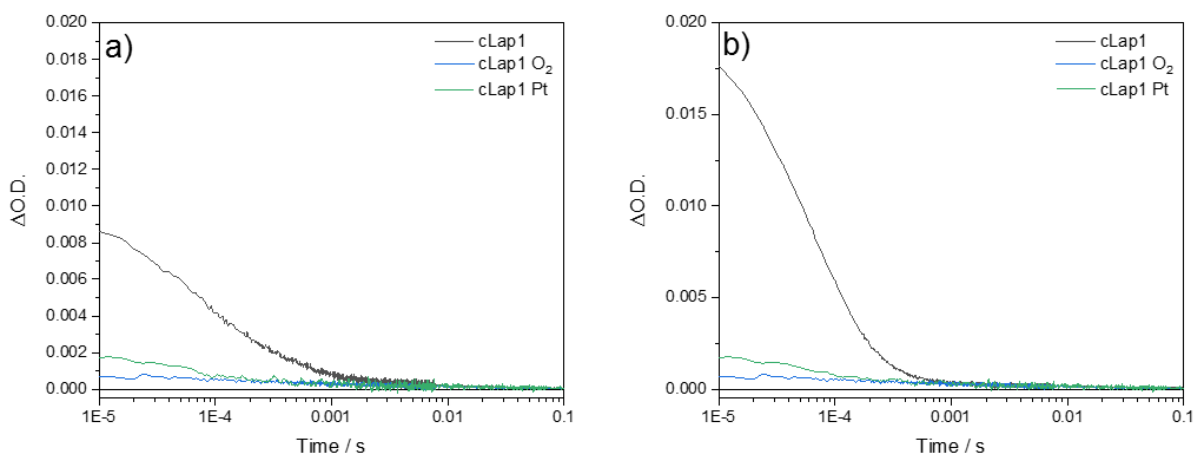 a)
cLap1
cLap1 O₂
cLap1 Pt
0.020
0.018
0.016
0.014
0.012
0.010
0.008
0.006
0.004
0.002
0.000
ΔO.D.
1E-5 1E-4 0.001 0.01 0.1
Time / s
b)
cLap1
cLap1 O₂
cLap1 Pt
0.020
0.015
0.010
0.005
0.000
ΔO.D.
1E-5 1E-4 0.001 0.01 0.1
Time / s